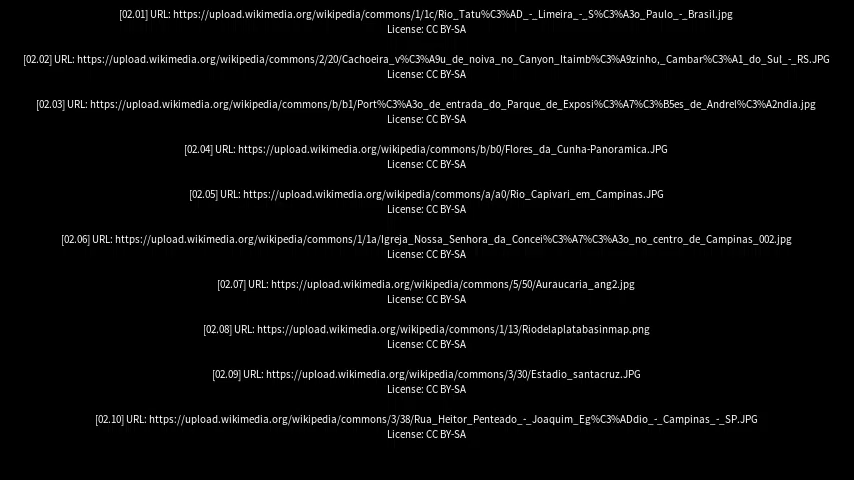 [02.01] URL: https://upload.wikimedia.org/wikipedia/commons/1/1c/Rio_Tatu%C3%AD_-_Limeira_-_S%C3%A3o_Paulo_-_Brasil.jpg
License: CC BY-SA
[02.02] URL: https://upload.wikimedia.org/wikipedia/commons/2/20/Cachoeira_v%C3%A9u_de_noiva_no_Canyon_Itaimb%C3%A9zinho,_Cambar%C3%A1_do_Sul_-_RS.JPG
License: CC BY-SA
[02.03] URL: https://upload.wikimedia.org/wikipedia/commons/b/b1/Port%C3%A3o_de_entrada_do_Parque_de_Exposi%C3%A7%C3%B5es_de_Andrel%C3%A2ndia.jpg
License: CC BY-SA
[02.04] URL: https://upload.wikimedia.org/wikipedia/commons/b/b0/Flores_da_Cunha-Panoramica.JPG
License: CC BY-SA
[02.05] URL: https://upload.wikimedia.org/wikipedia/commons/a/a0/Rio_Capivari_em_Campinas.JPG
License: CC BY-SA
[02.06] URL: https://upload.wikimedia.org/wikipedia/commons/1/1a/Igreja_Nossa_Senhora_da_Concei%C3%A7%C3%A3o_no_centro_de_Campinas_002.jpg
License: CC BY-SA
[02.07] URL: https://upload.wikimedia.org/wikipedia/commons/5/50/Auraucaria_ang2.jpg
License: CC BY-SA
[02.08] URL: https://upload.wikimedia.org/wikipedia/commons/1/13/Riodelaplatabasinmap.png
License: CC BY-SA
[02.09] URL: https://upload.wikimedia.org/wikipedia/commons/3/30/Estadio_santacruz.JPG
License: CC BY-SA
[02.10] URL: https://upload.wikimedia.org/wikipedia/commons/3/38/Rua_Heitor_Penteado_-_Joaquim_Eg%C3%ADdio_-_Campinas_-_SP.JPG
License: CC BY-SA